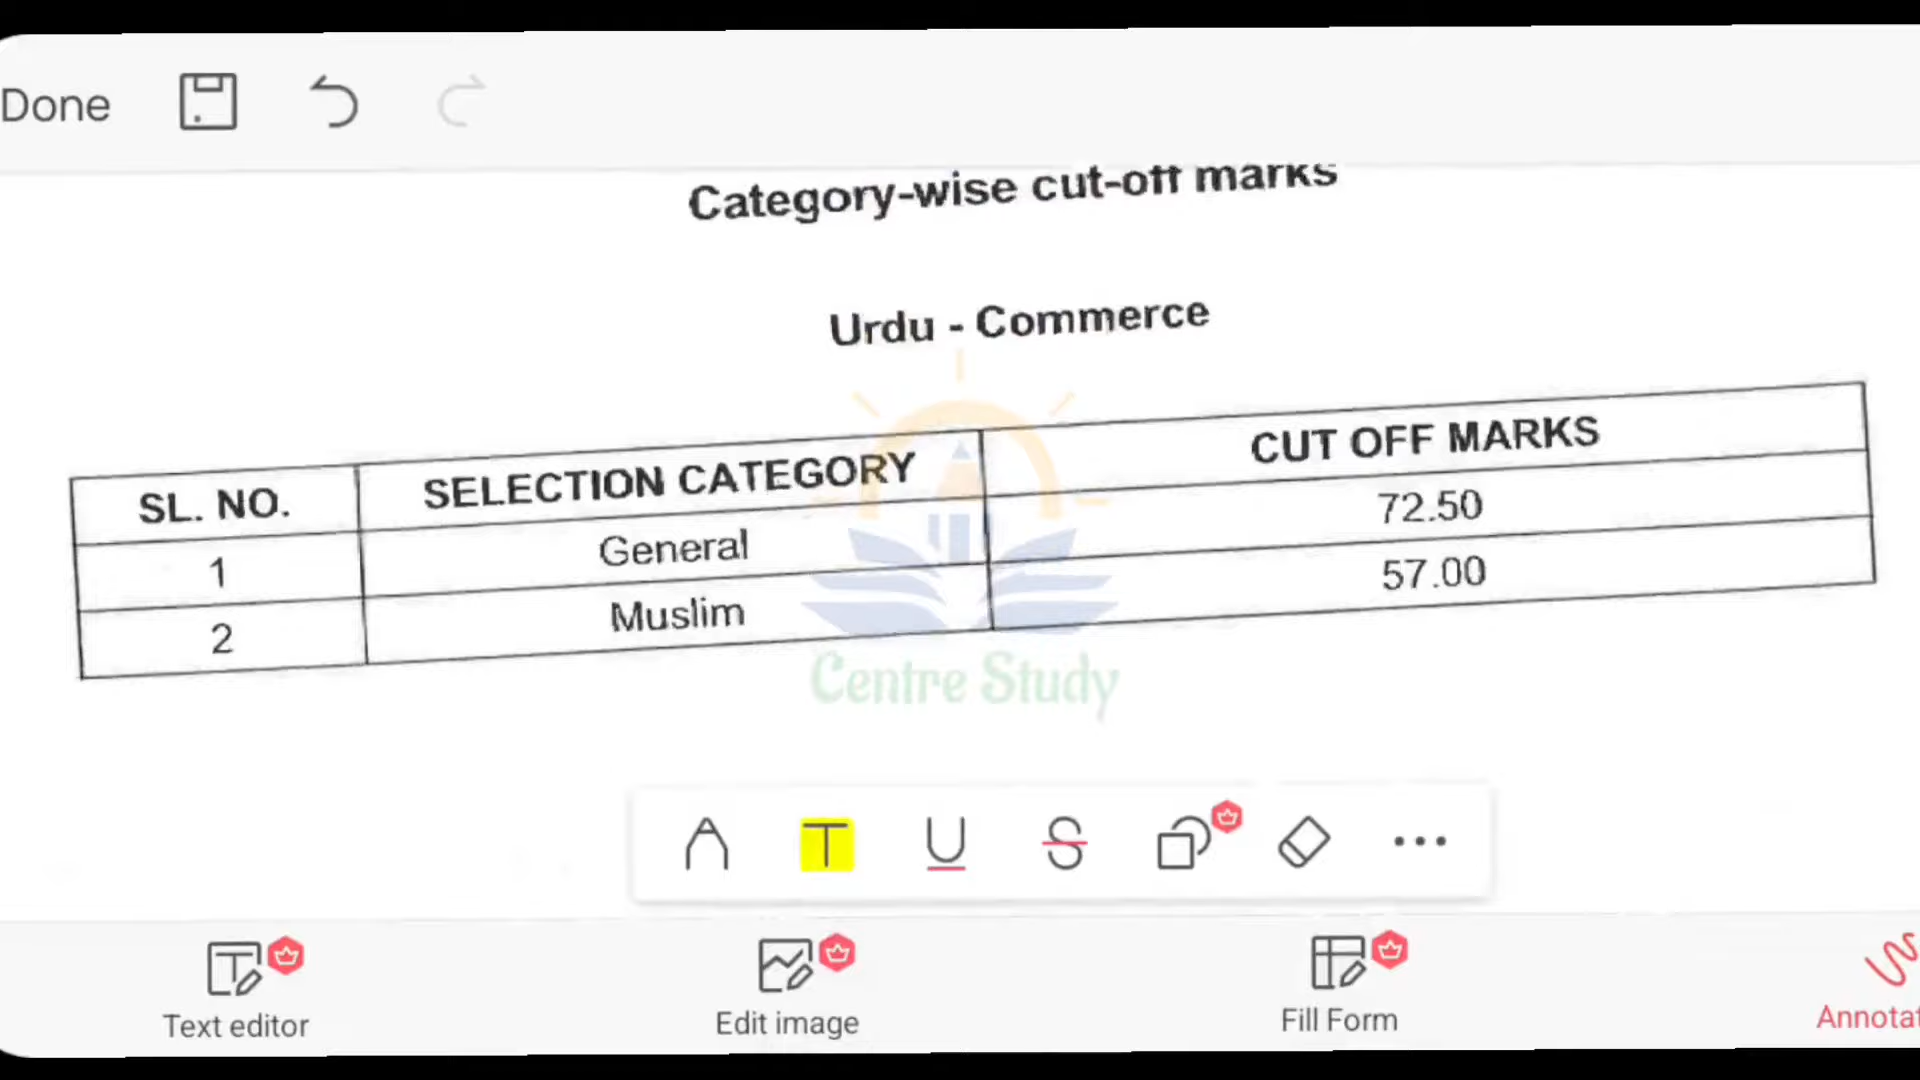 Done
Category-wise cut-off marks
Urdu - Commerce
SL. NO. SELECTION CATEGORY CUT OFF MARKS
1 General 72.50
2 Muslim 57.00
Centre Study
Text editor Edit image Fill Form Annotat